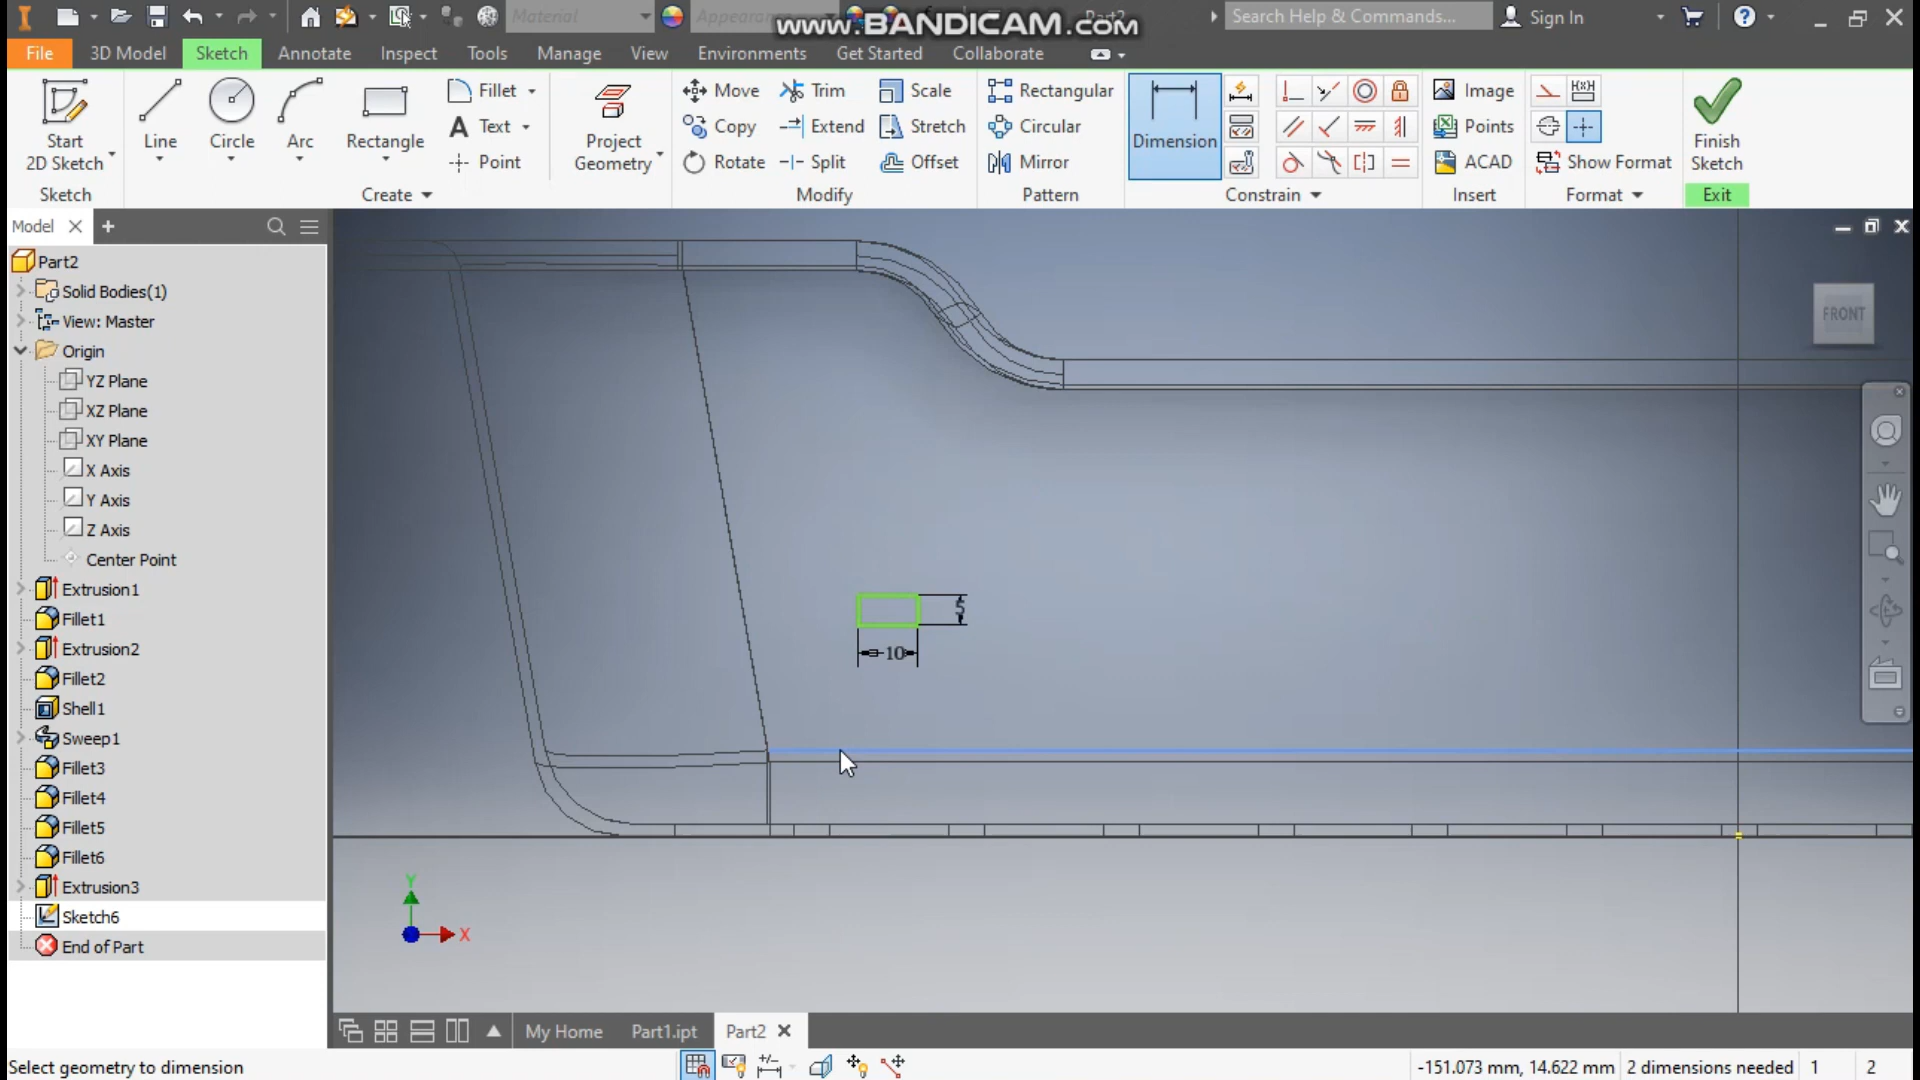 Material
Appearance
www.BANDICAM.com
Part2
Search Help & Commands...
Sign In
File
3D Model
Sketch
Annotate
Inspect
Tools
Manage
View
Environments
Get Started
Collaborate
Start
2D Sketch
Line
Circle
Arc
Rectangle
Fillet
Text
Point
Project
Geometry
Move
Copy
Rotate
Trim
Extend
Split
Scale
Stretch
Offset
Rectangular
Circular
Mirror
Dimension
Image
Points
ACAD
Show Format
Finish
Sketch
Sketch
Create
Modify
Pattern
Constrain
Insert
Format
Exit
Model
Part2
Solid Bodies(1)
View: Master
Origin
YZ Plane
XZ Plane
XY Plane
X Axis
Y Axis
Z Axis
Center Point
Extrusion1
Fillet1
Extrusion2
Fillet2
Shell1
Sweep1
Fillet3
Fillet4
Fillet5
Fillet6
Extrusion3
Sketch6
End of Part
FRONT
5
10
Y
X
My Home
Part1.ipt
Part2
Select geometry to dimension
-151.073 mm, 14.622 mm
2 dimensions needed
1
2